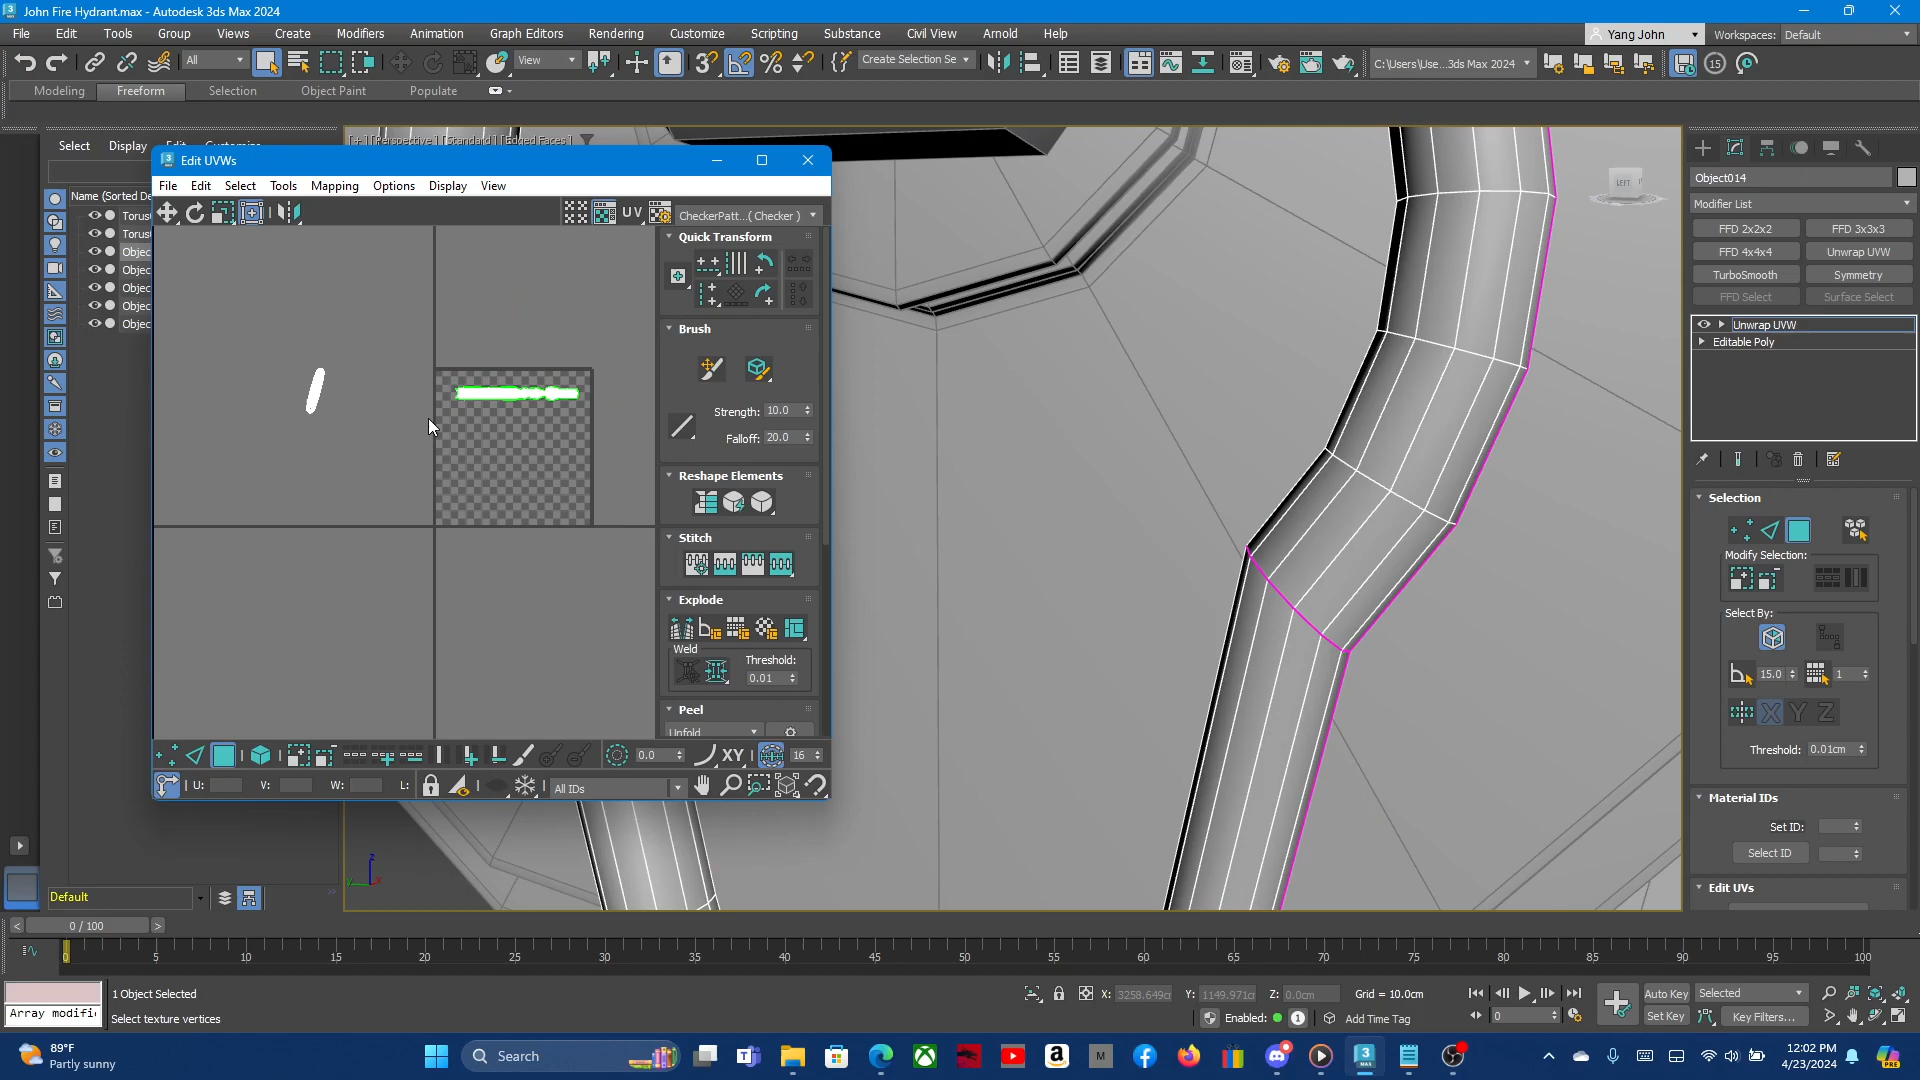 John Fire Hydrant.max - Autodesk 3ds Max 2024
File Edit Tools Group Views Create Modifiers Animation Graph Editors Rendering Customize Scripting Substance Civil View Arnold Help
Yang John Workspaces: Default
All View Create Selection Se C:\Users\Use...3ds Max 2024 15
Modeling Freeform Selection Object Paint Populate
Select Display Edit Customize
[+] [Perspective] [Standard] [Edged Faces]
Name (Sorted De
Torus
Torus
Objec
Objec
Objec
Objec
Objec
Edit UVWs
File Edit Select Tools Mapping Options Display View
UV CheckerPatt...( Checker )
Quick Transform
Brush
Strength: 10.0
Falloff: 20.0
Reshape Elements
Stitch
Explode
Weld
Threshold:
0.01
Peel
Unfold
0.0 XY 16
U: V: W: L: All IDs
LEFT
Object014
Modifier List
FFD 2x2x2 FFD 3x3x3
FFD 4x4x4 Unwrap UVW
TurboSmooth Symmetry
FFD Select Surface Select
Unwrap UVW
Editable Poly
Selection
Modify Selection:
Select By:
15.0 1
X Y Z
Threshold: 0.01cm
Material IDs
Set ID:
Select ID
Edit UVs
z
y x
Default
0 / 100
0 5 10 15 20 25 30 35 40 45 50 55 60 65 70 75 80 85 90 95 100
1 Object Selected
X: 3258.649cr Y: 1149.971cr Z: 0.0cm Grid = 10.0cm
Auto Key Selected
Array modifi
Select texture vertices
Enabled: 1 Add Time Tag
0
Set Key Key Filters...
89°F
Partly sunny
Search
12:02 PM
4/23/2024